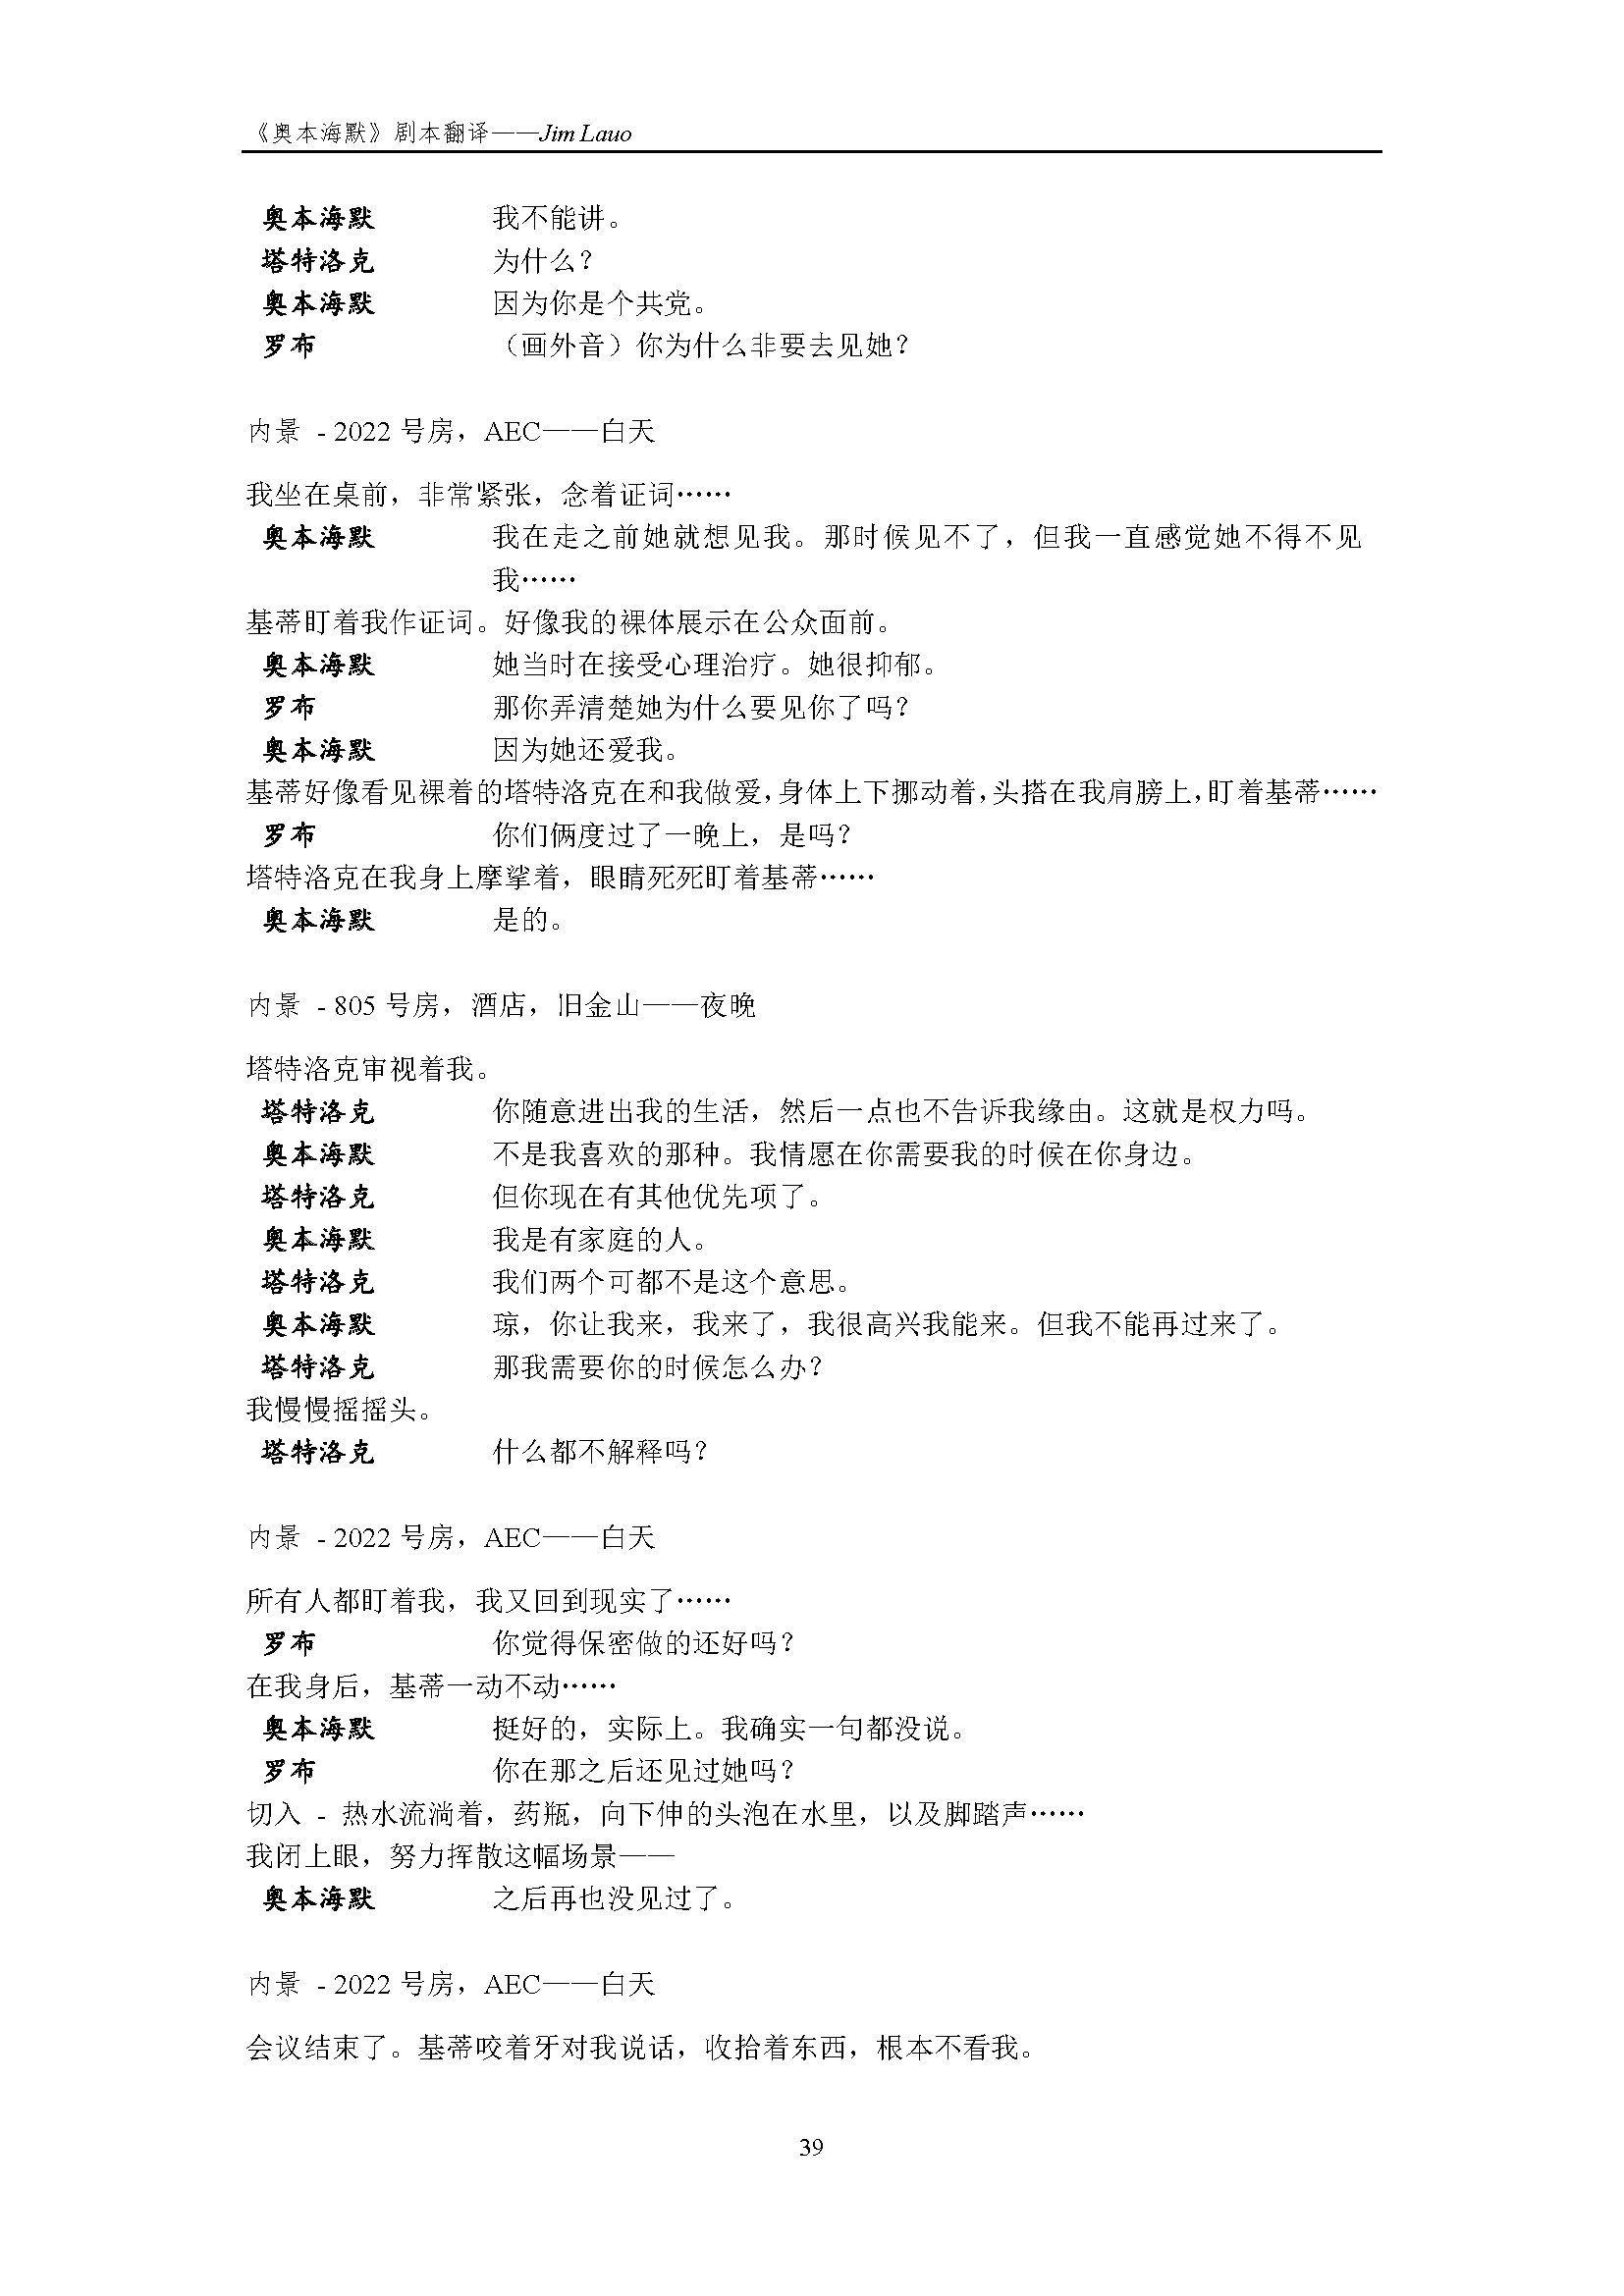 《奥本海默》剧本翻译——Jim Lauo
奥本海默 我不能讲。
塔特洛克 为什么？
奥本海默 因为你是个共党。
罗布 （画外音）你为什么非要去见她？
内景 - 2022 号房，AEC——白天
我坐在桌前，非常紧张，念着证词……
奥本海默 我在走之前她就想见我。那时候见不了，但我一直感觉她不得不见
我……
基蒂盯着我作证词。好像我的裸体展示在公众面前。
奥本海默 她当时在接受心理治疗。她很抑郁。
罗布 那你弄清楚她为什么要见你了吗？
奥本海默 因为她还爱我。
基蒂好像看见裸着的塔特洛克在和我做爱，身体上下挪动着，头搭在我肩膀上，盯着基蒂……
罗布 你们俩度过了一晚上，是吗？
塔特洛克在我身上摩挲着，眼睛死死盯着基蒂……
奥本海默 是的。
内景 - 805 号房，酒店，旧金山——夜晚
塔特洛克审视着我。
塔特洛克 你随意进出我的生活，然后一点也不告诉我缘由。这就是权力吗。
奥本海默 不是我喜欢的那种。我情愿在你需要我的时候在你身边。
塔特洛克 但你现在有其他优先项了。
奥本海默 我是有家庭的人。
塔特洛克 我们两个可都不是这个意思。
奥本海默 琼，你让我来，我来了，我很高兴我能来。但我不能再过来了。
塔特洛克 那我需要你的时候怎么办？
我慢慢摇摇头。
塔特洛克 什么都不解释吗？
内景 - 2022 号房，AEC——白天
所有人都盯着我，我又回到现实了……
罗布 你觉得保密做的还好吗？
在我身后，基蒂一动不动……
奥本海默 挺好的，实际上。我确实一句都没说。
罗布 你在那之后还见过她吗？
切入 - 热水流淌着，药瓶，向下伸的头泡在水里，以及脚踏声……
我闭上眼，努力挥散这幅场景——
奥本海默 之后再也没见过了。
内景 - 2022 号房，AEC——白天
会议结束了。基蒂咬着牙对我说话，收拾着东西，根本不看我。
39